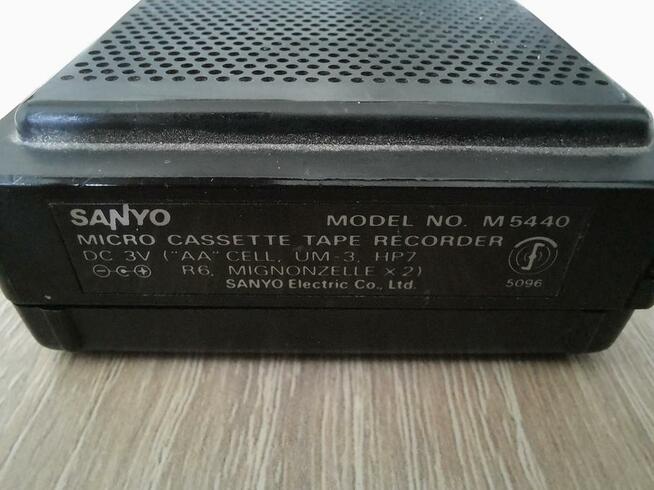 SANYO MODEL NO. M5440
MICRO CASSETTE TAPE RECORDER
DC 3V ("AA" CELL, UM-3, HP7
R6, MIGNONZELLE × 2)
SANYO Electric Co., Ltd.
5096